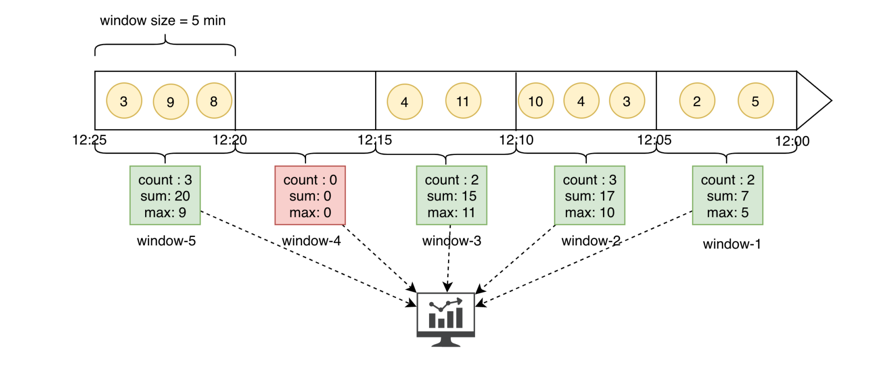 window size = 5 min
3 9 8 4 11 10 4 3 2 5
12:25 12:20 12:15 12:10 12:05 12:00
count : 3
sum: 20
max: 9
count : 0
sum: 0
max: 0
count : 2
sum: 15
max: 11
count : 3
sum: 17
max: 10
count : 2
sum: 7
max: 5
window-5 window-4 window-3 window-2 window-1